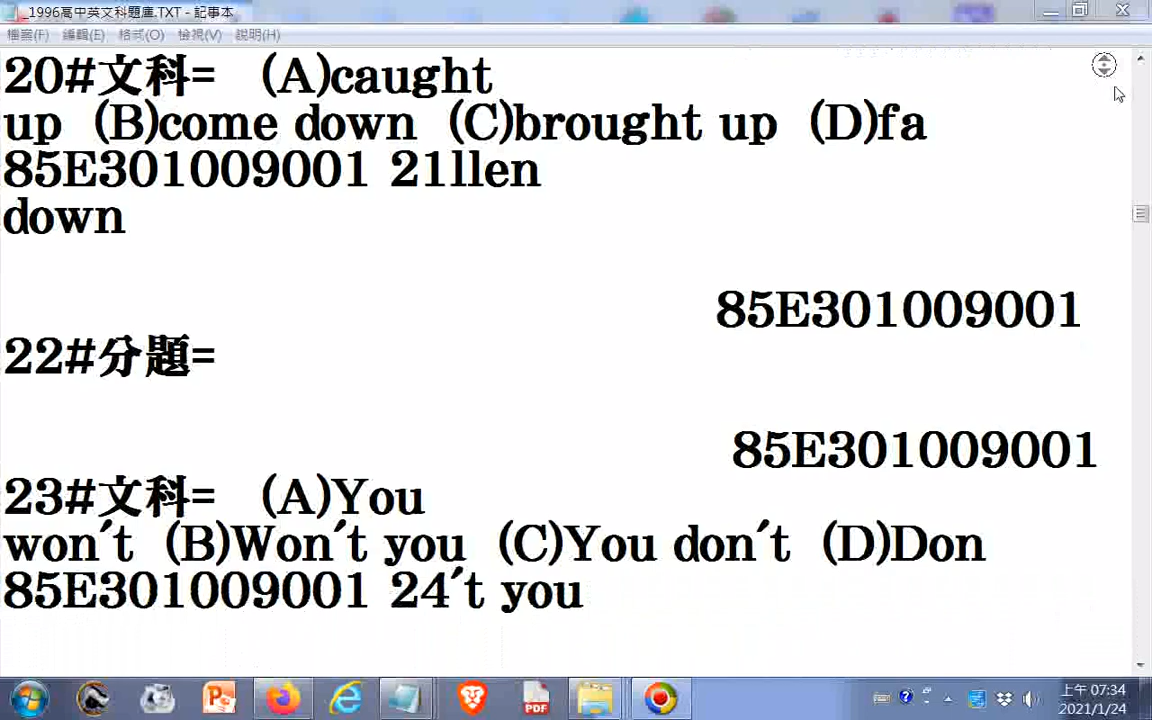 _1996高中英文科題庫.TXT - 記事本
檔案(F) 編輯(E) 格式(O) 檢視(V) 說明(H)
20#文科= (A)caught
up (B)come down (C)brought up (D)fa
85E301009001 21llen
down
85E301009001
22#分題=
85E301009001
23#文科= (A)You
won't (B)Won't you (C)You don't (D)Don
85E301009001 24't you
PDF
上午 07:34
2021/1/24